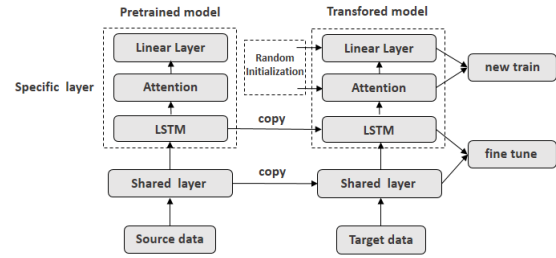 Pretrained model
Transfored model
Linear Layer
Random
Initialization
Linear Layer
new train
Specific layer
Attention
Attention
LSTM
copy
LSTM
fine tune
Shared layer
copy
Shared layer
Source data
Target data